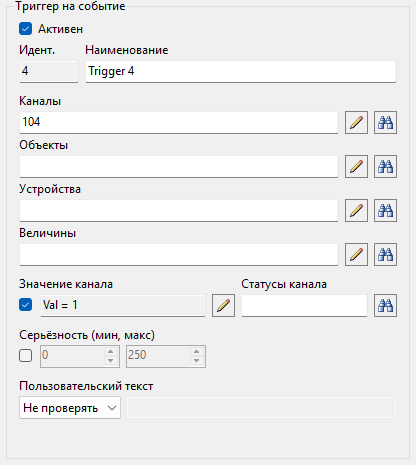 Триггер на событие
Активен
Идент. Наименование
4 Trigger 4
Каналы
104
Объекты
Устройства
Величины
Значение канала Статусы канала
Val = 1
Серьёзность (мин, макс)
0 250
Пользовательский текст
Не проверять